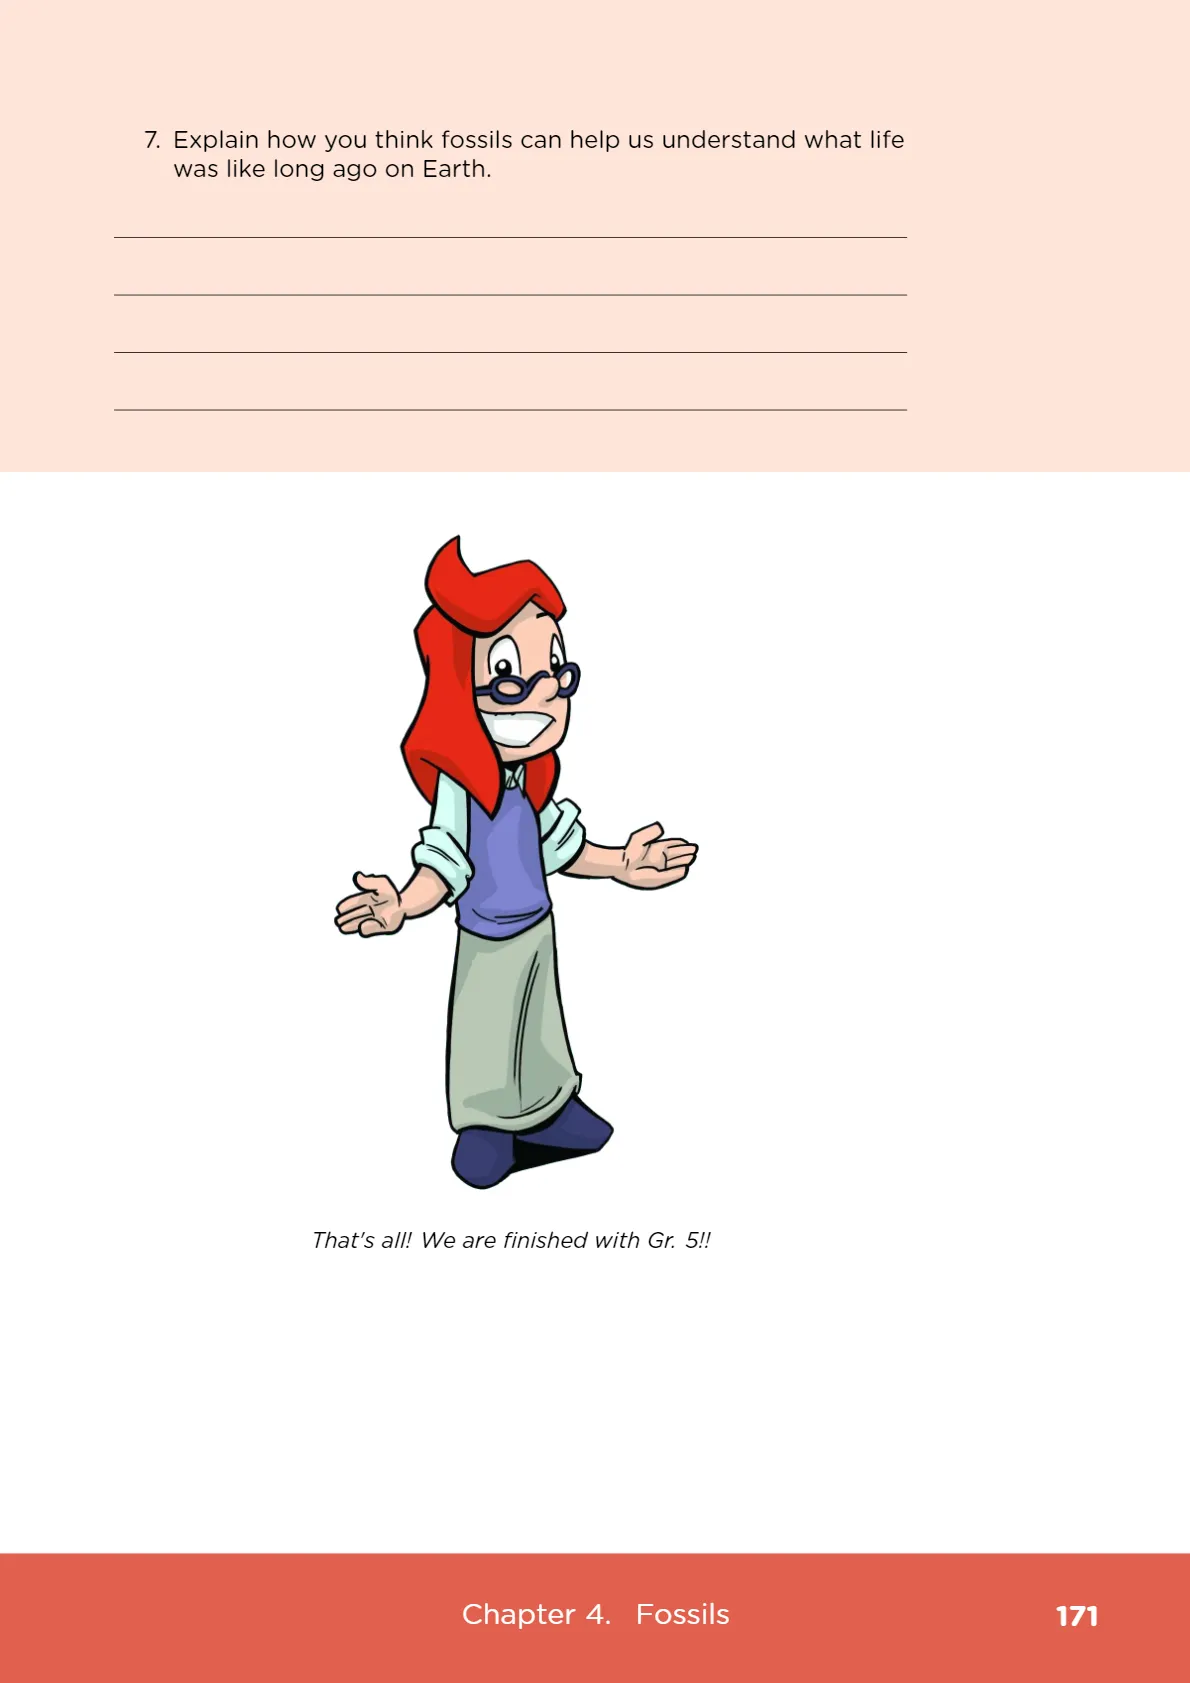 7. Explain how you think fossils can help us understand what life
was like long ago on Earth.
That's all! We are finished with Gr. 5!!
Chapter 4. Fossils 171